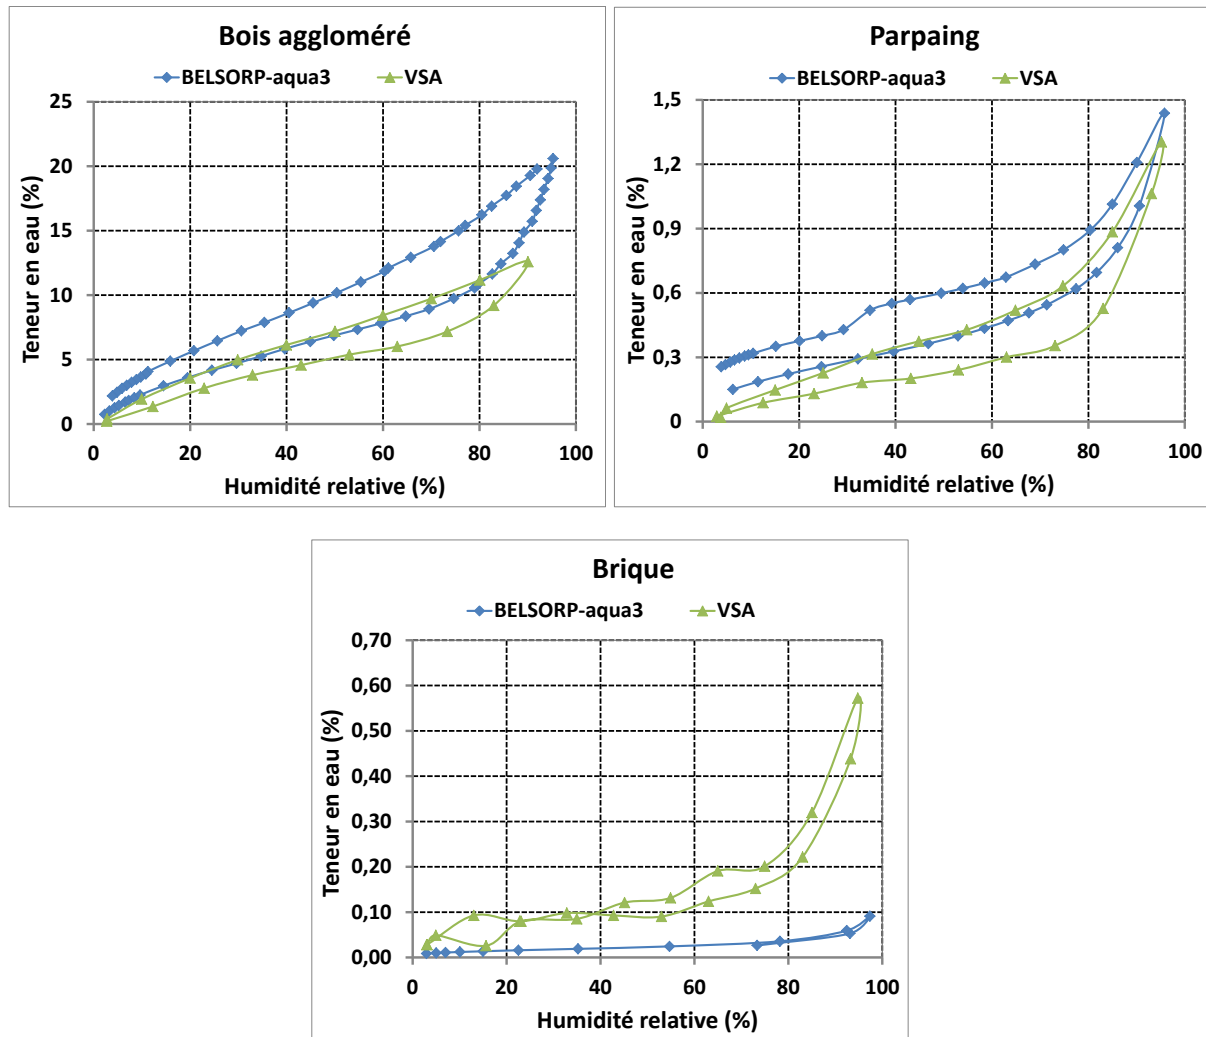 Bois aggloméré
BELSORP-aqua3 VSA
25
20
15
10
5
0
0 20 40 60 80 100
Teneur en eau (%)
Humidité relative (%)
Parpaing
BELSORP-aqua3 VSA
1,5
1,2
0,9
0,6
0,3
0
0 20 40 60 80 100
Teneur en eau (%)
Humidité relative (%)
Brique
BELSORP-aqua3 VSA
0,70
0,60
0,50
0,40
0,30
0,20
0,10
0,00
0 20 40 60 80 100
Teneur en eau (%)
Humidité relative (%)